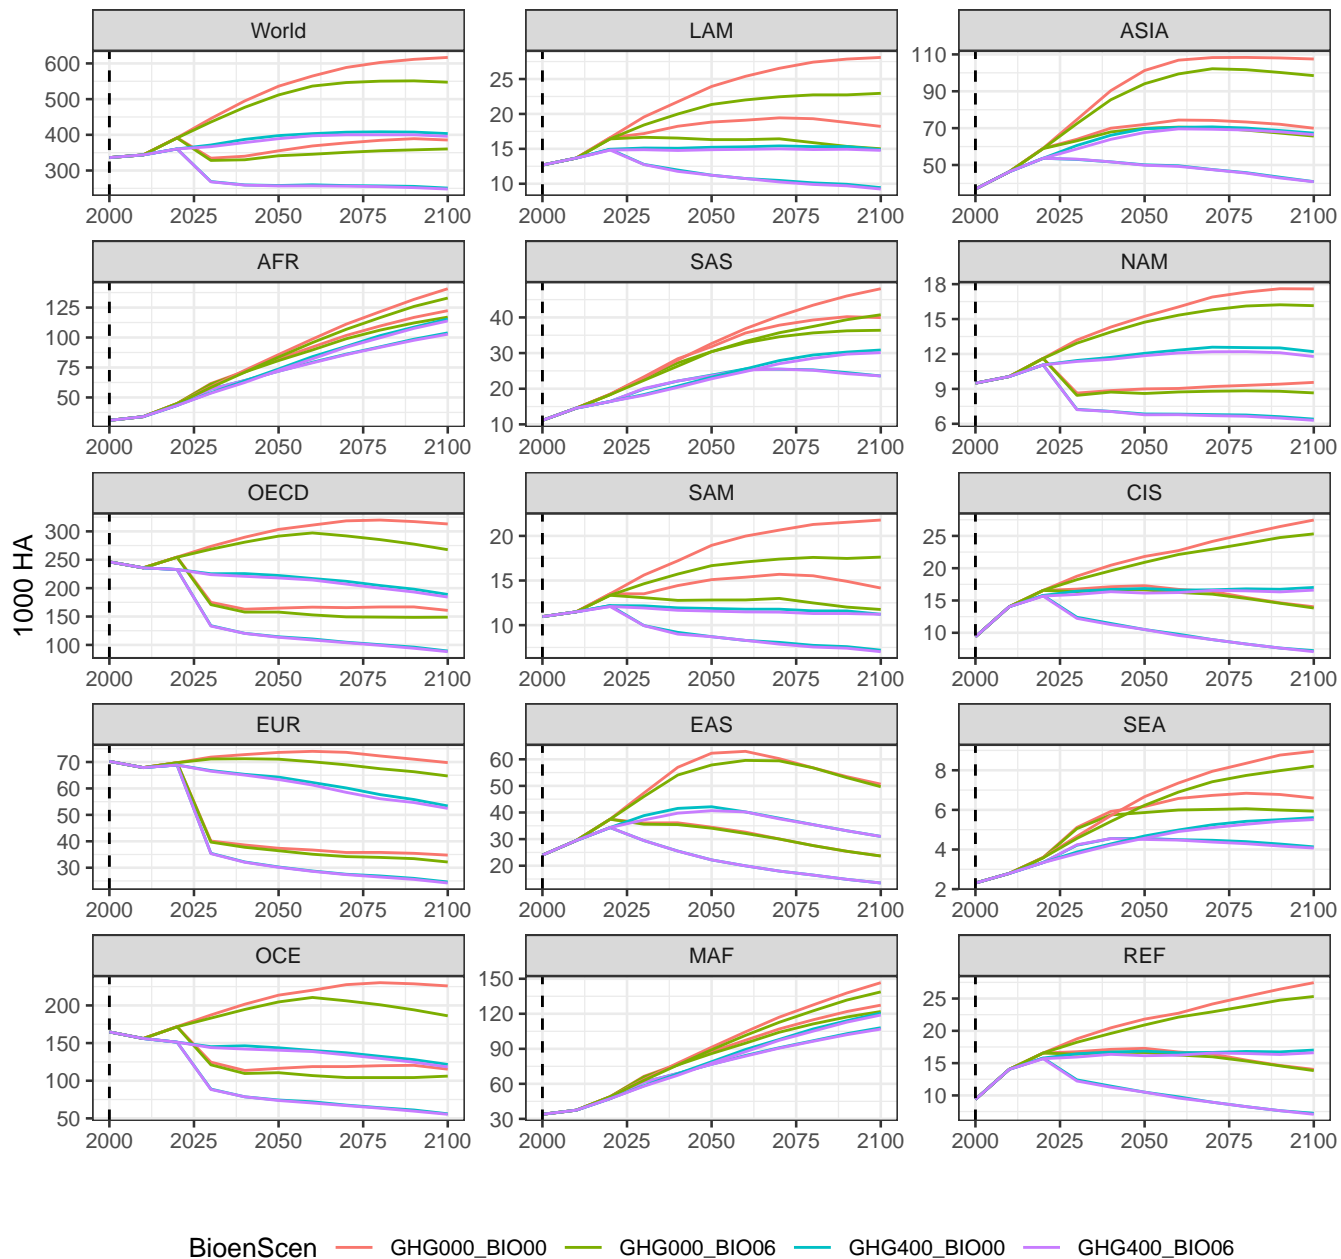 World
LAM
ASIA
600
500
400
300
25
20
15
10
110
90
70
50
2000 2025 2050 2075 2100
2000 2025 2050 2075 2100
2000 2025 2050 2075 2100
AFR
SAS
NAM
125
100
75
50
40
30
20
10
18
15
12
9
6
2000 2025 2050 2075 2100
2000 2025 2050 2075 2100
2000 2025 2050 2075 2100
1000 HA
OECD
SAM
CIS
300
250
200
150
100
20
15
10
25
20
15
10
2000 2025 2050 2075 2100
2000 2025 2050 2075 2100
2000 2025 2050 2075 2100
EUR
EAS
SEA
70
60
50
40
30
60
50
40
30
20
8
6
4
2
2000 2025 2050 2075 2100
2000 2025 2050 2075 2100
2000 2025 2050 2075 2100
OCE
MAF
REF
200
150
100
50
150
120
90
60
30
25
20
15
10
2000 2025 2050 2075 2100
2000 2025 2050 2075 2100
2000 2025 2050 2075 2100
BioenScen GHG000_BIO00 GHG000_BIO06 GHG400_BIO00 GHG400_BIO06